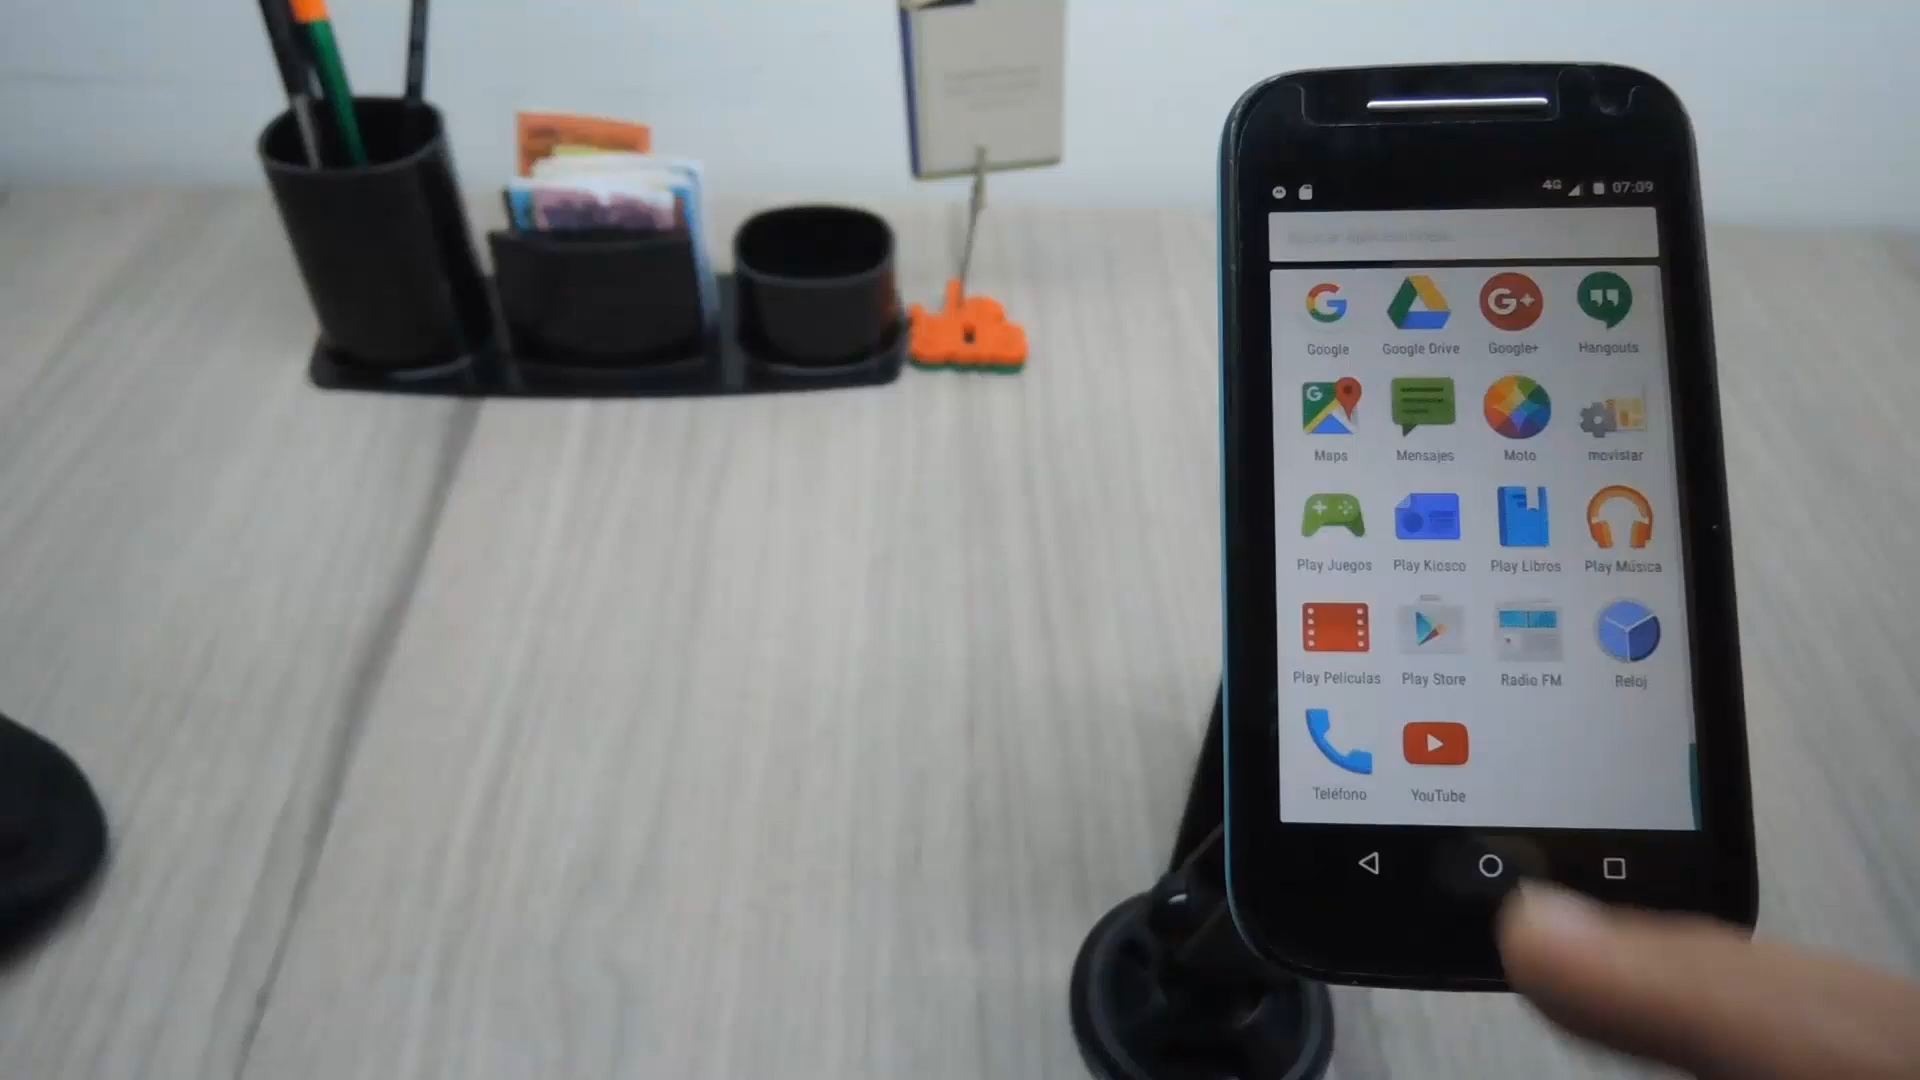 4G 07:09
Google Google Drive Google+ Hangouts
Maps Mensajes Moto movistar
Play Juegos Play Kiosco Play Libros Play Música
Play Películas Play Store Radio FM Reloj
Teléfono YouTube